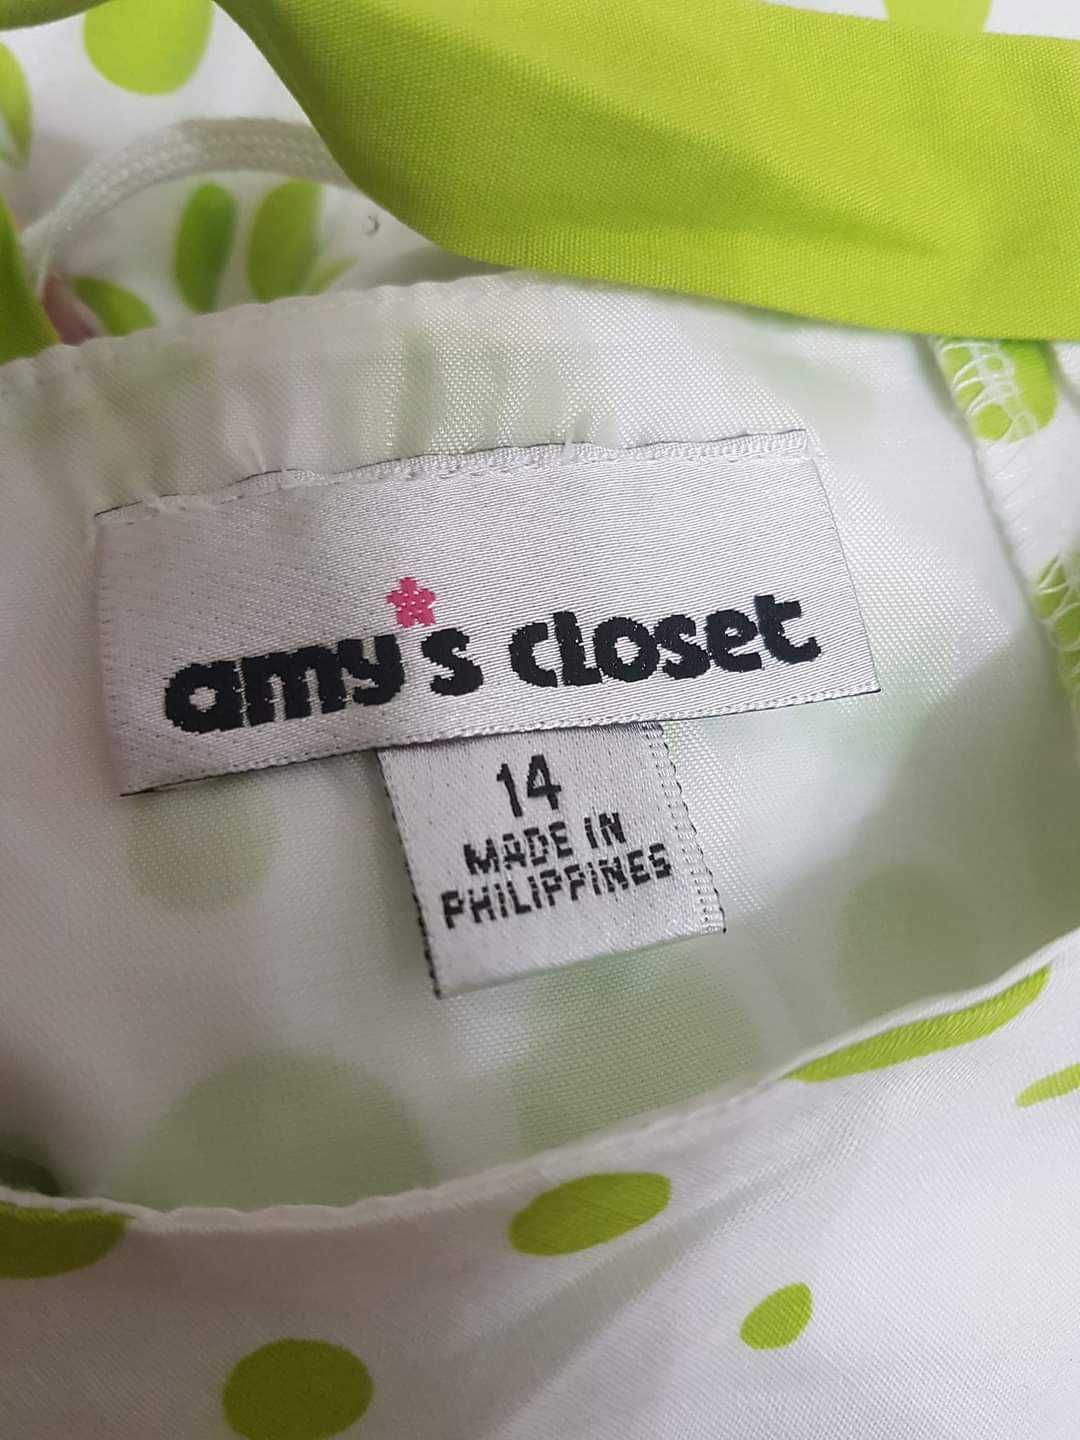 amy's closet
14
MADE IN
PHILIPPINES